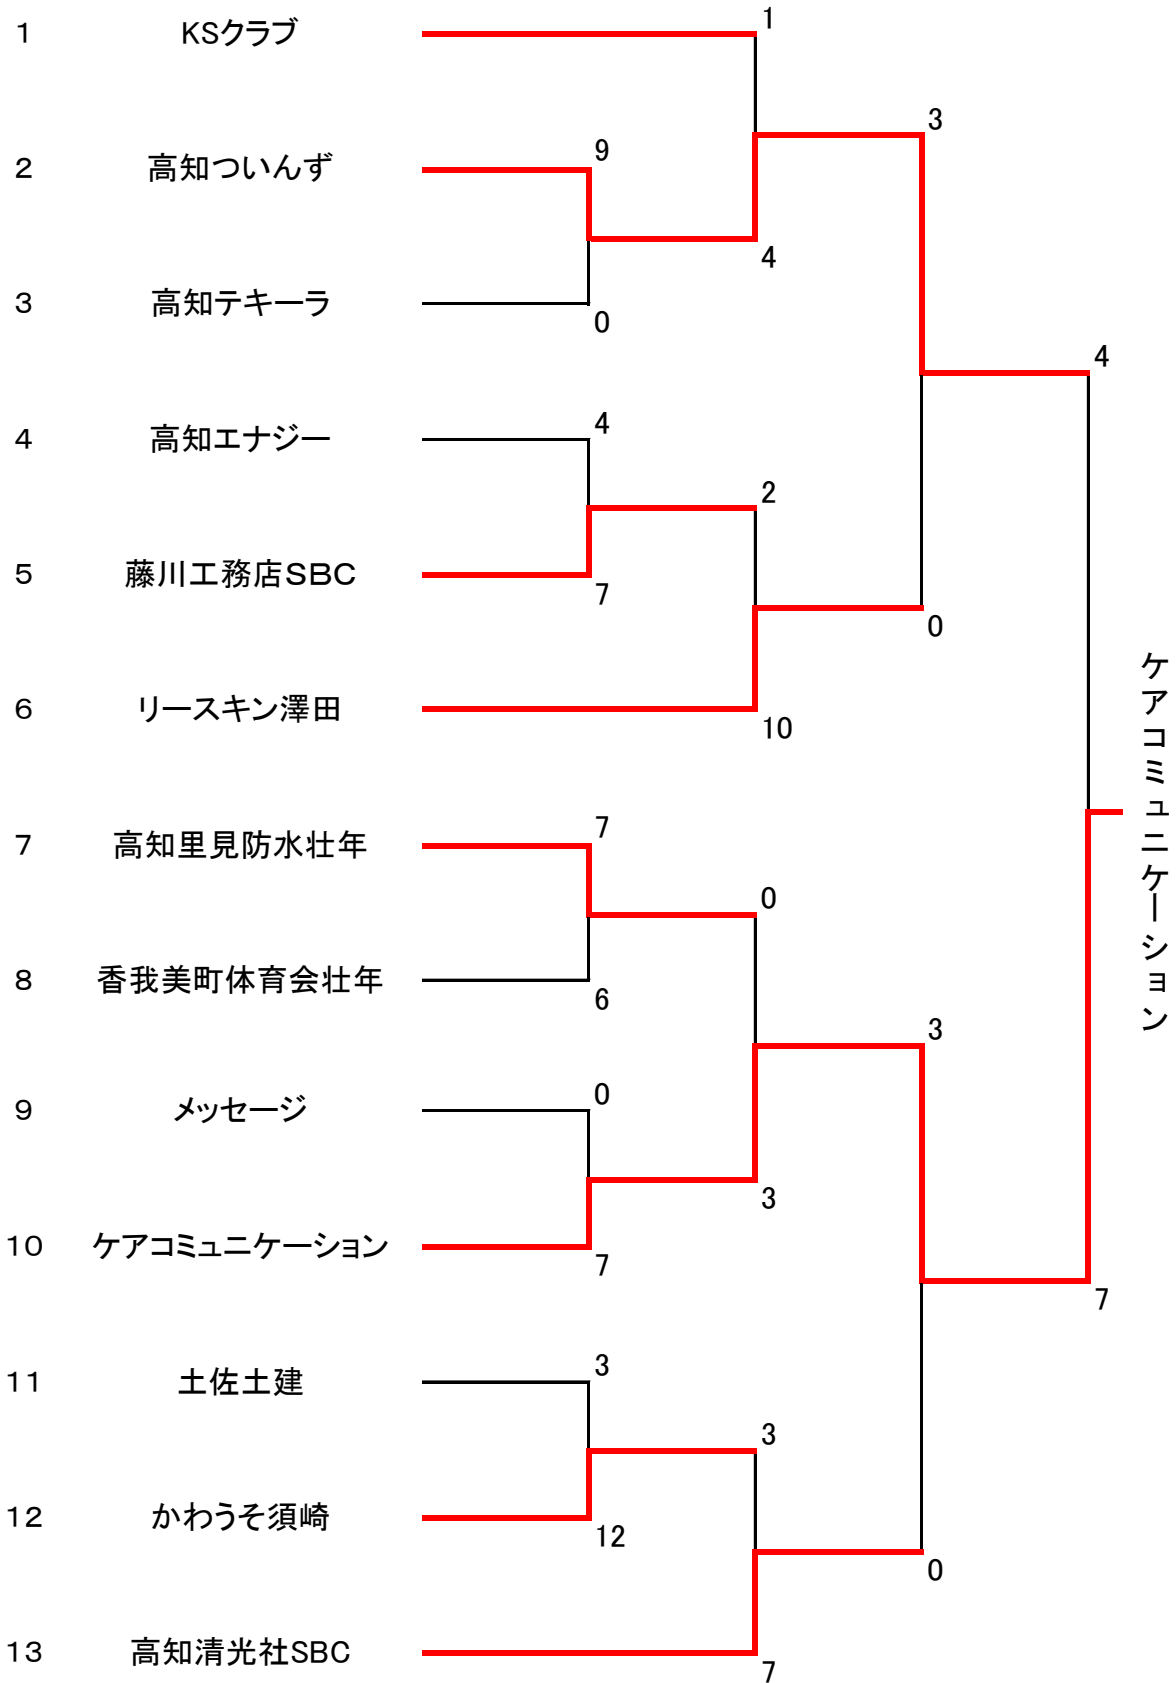 1 KSクラブ 1
3
2 高知ついんず 9
4
3 高知テキーラ 0
4
4 高知エナジー 4
2
5 藤川工務店SBC 7
0
6 リースキン澤田 10
ケアコミュニケーション
7 高知里見防水壮年 7
0
8 香我美町体育会壮年 6
3
9 メッセージ 0
3
10 ケアコミュニケーション 7
7
11 土佐土建 3
3
12 かわうそ須崎 12
0
13 高知清光社SBC 7